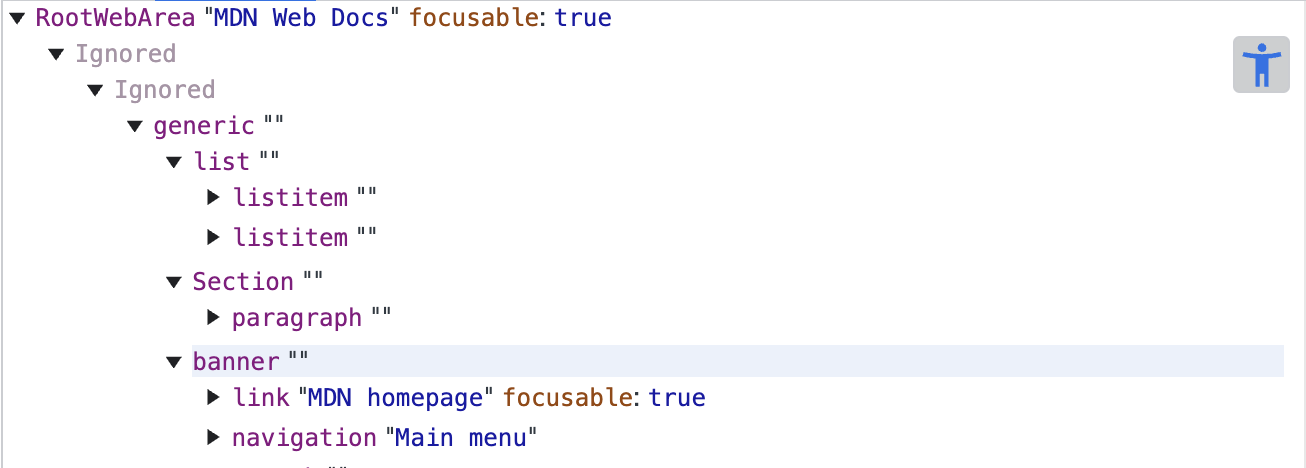 RootWebArea "MDN Web Docs" focusable: true
Ignored
Ignored
generic ""
list ""
listitem ""
listitem ""
Section ""
paragraph ""
banner ""
link "MDN homepage" focusable: true
navigation "Main menu"